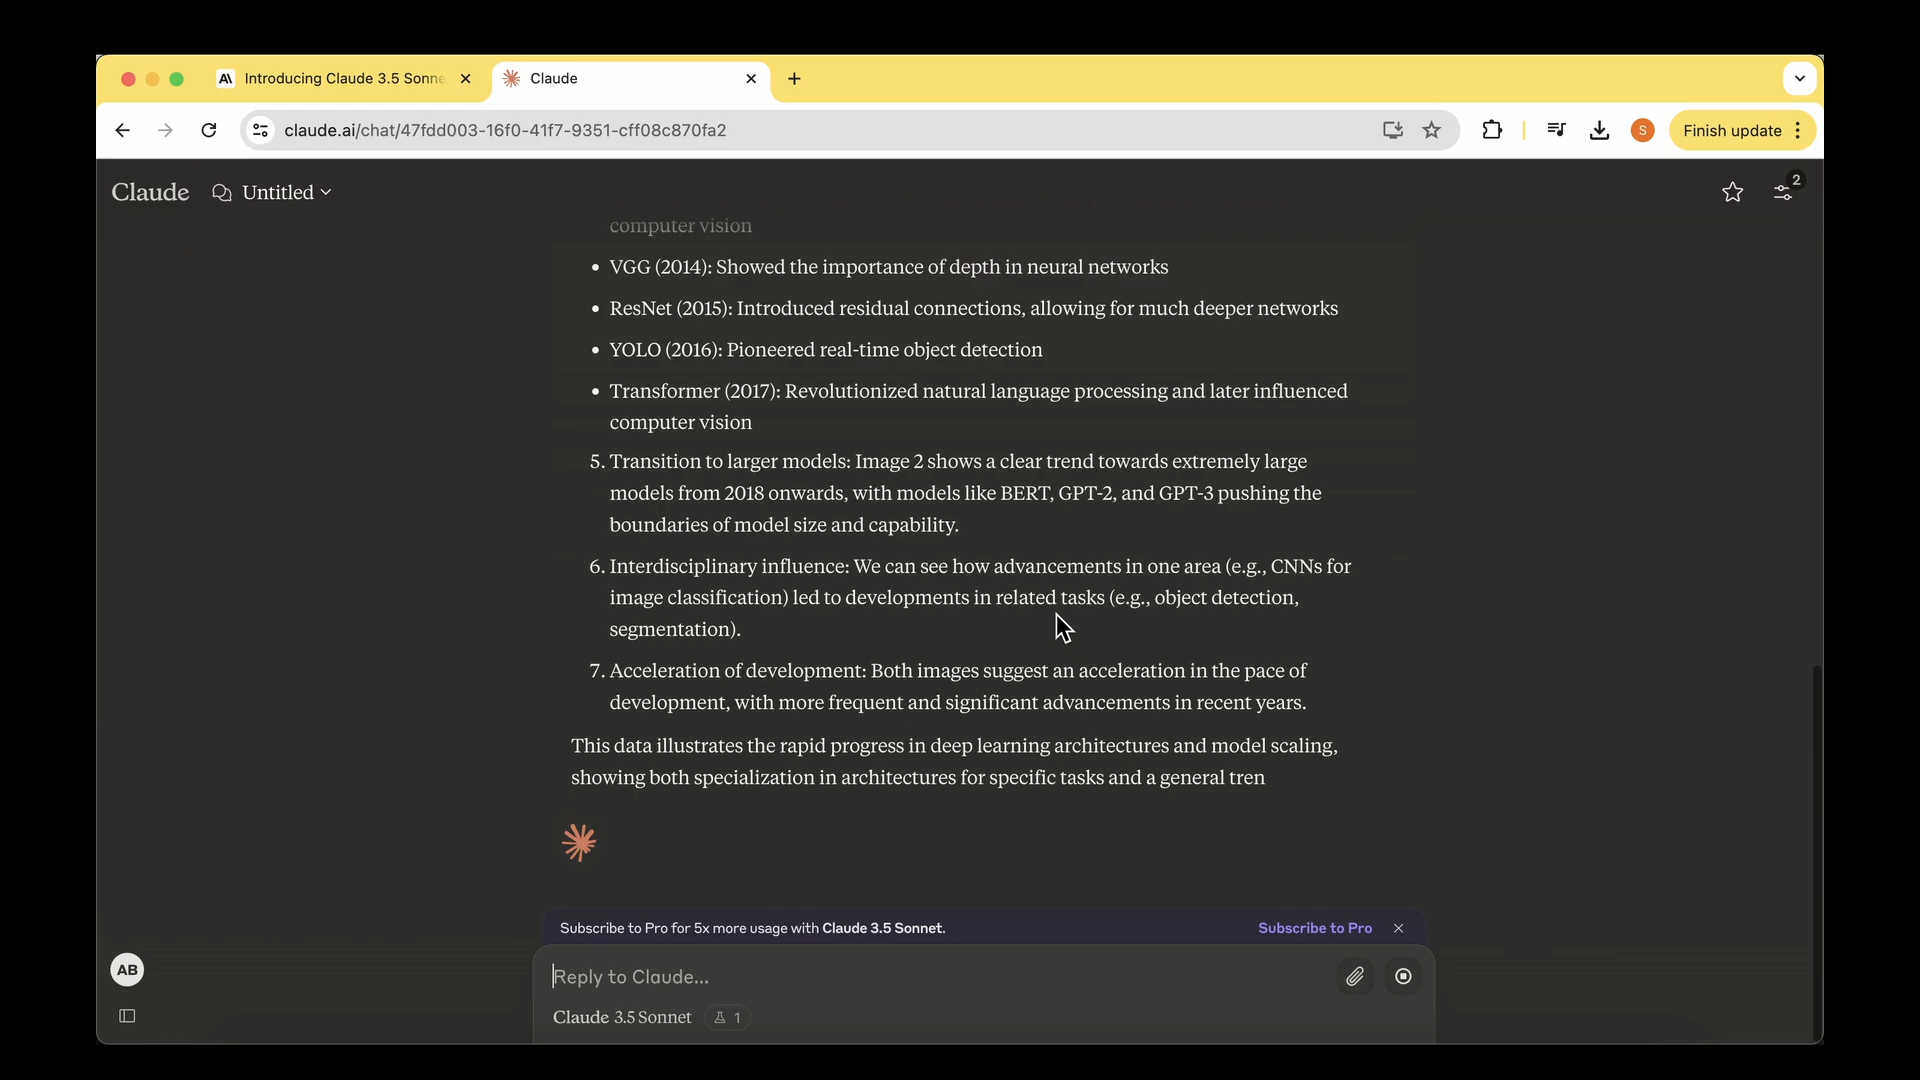 Introducing Claude 3.5 Sonne
Claude
claude.ai/chat/47fdd003-16f0-41f7-9351-cff08c870fa2
S
Finish update
Claude
Untitled
2
computer vision
• VGG (2014): Showed the importance of depth in neural networks
• ResNet (2015): Introduced residual connections, allowing for much deeper networks
• YOLO (2016): Pioneered real-time object detection
• Transformer (2017): Revolutionized natural language processing and later influenced
computer vision
5. Transition to larger models: Image 2 shows a clear trend towards extremely large
models from 2018 onwards, with models like BERT, GPT-2, and GPT-3 pushing the
boundaries of model size and capability.
6. Interdisciplinary influence: We can see how advancements in one area (e.g., CNNs for
image classification) led to developments in related tasks (e.g., object detection,
segmentation).
7. Acceleration of development: Both images suggest an acceleration in the pace of
development, with more frequent and significant advancements in recent years.
This data illustrates the rapid progress in deep learning architectures and model scaling,
showing both specialization in architectures for specific tasks and a general tren
Subscribe to Pro for 5x more usage with Claude 3.5 Sonnet.
Subscribe to Pro
AB
Reply to Claude...
Claude 3.5 Sonnet
1